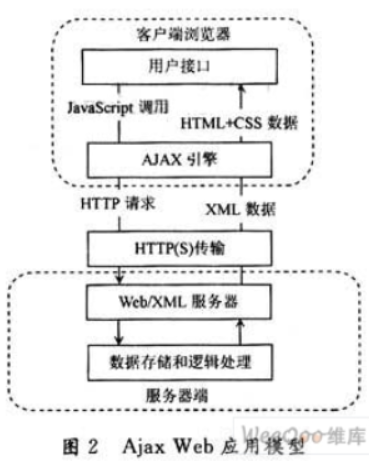 客户端浏览器
用户接口
JavaScript 调用
HTML+CSS 数据
AJAX 引擎
HTTP 请求
XML 数据
HTTP(S)传输
Web/XML 服务器
数据存储和逻辑处理
服务器端
WeeQoo维库
图 2 Ajax Web 应用模型